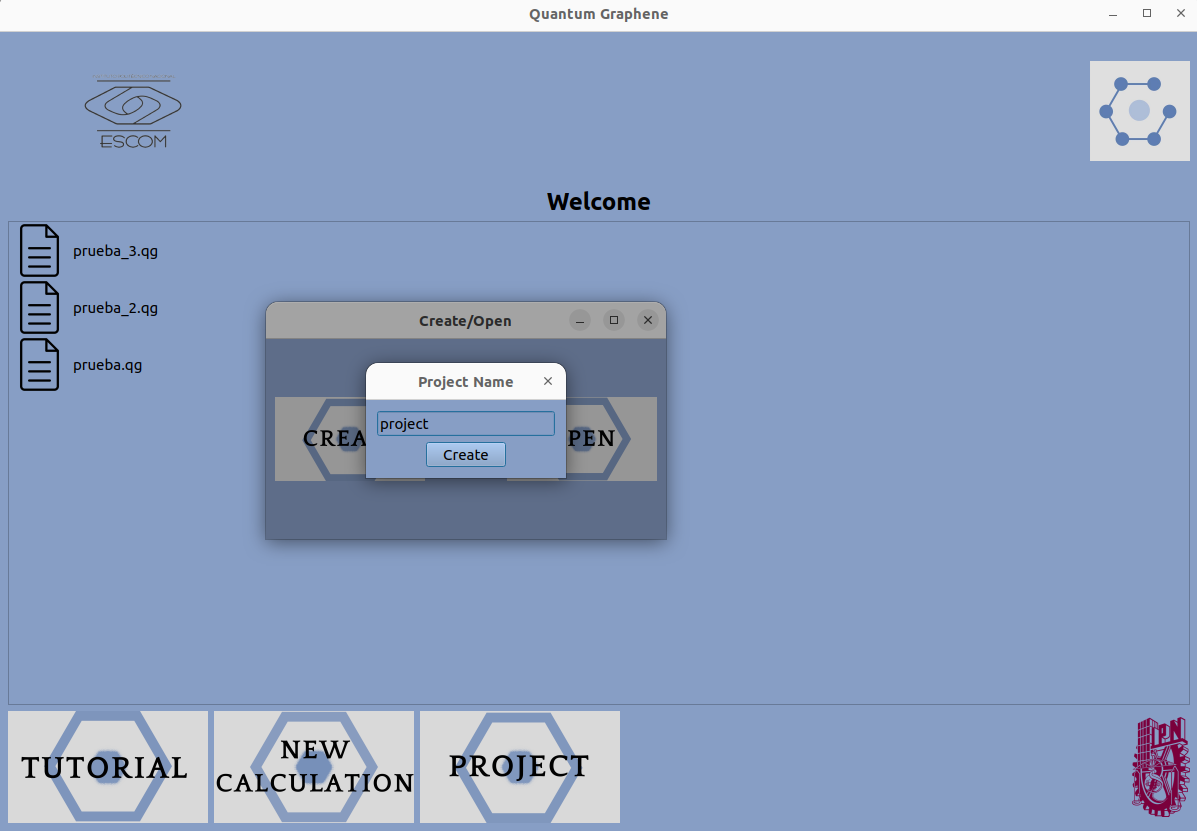 Quantum Graphene
ESCOM
Welcome
prueba_3.qg
prueba_2.qg
prueba.qg
Create/Open
Project Name
project
Create
CREA
PEN
TUTORIAL
NEW
CALCULATION
PROJECT
IPN